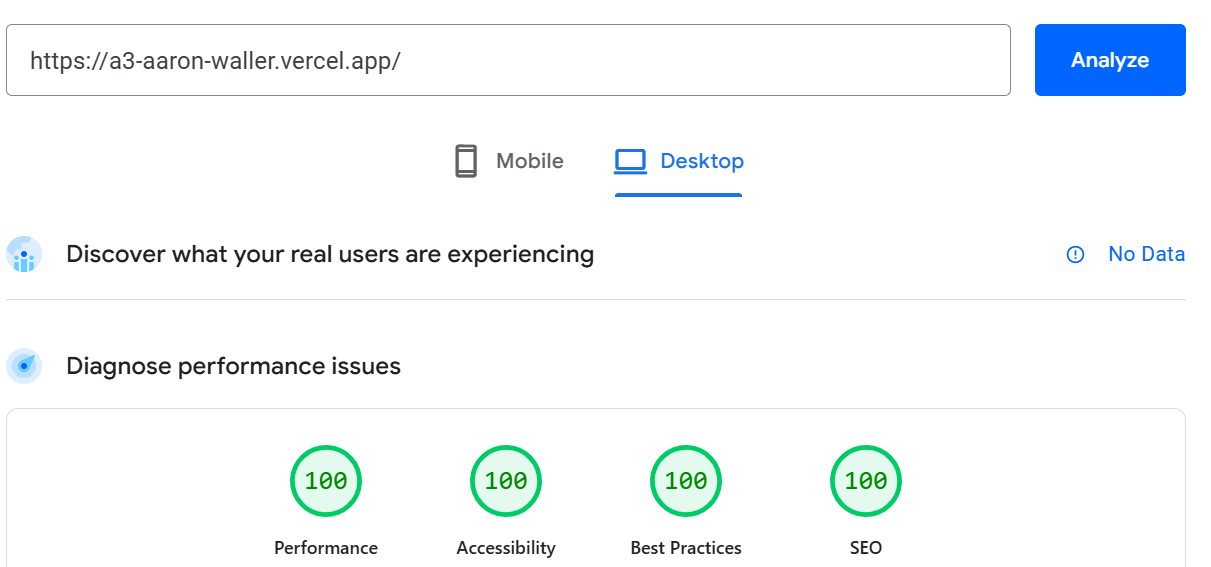 https://a3-aaron-waller.vercel.app/
Analyze
Mobile
Desktop
Discover what your real users are experiencing
No Data
Diagnose performance issues
100
100
100
100
Performance
Accessibility
Best Practices
SEO